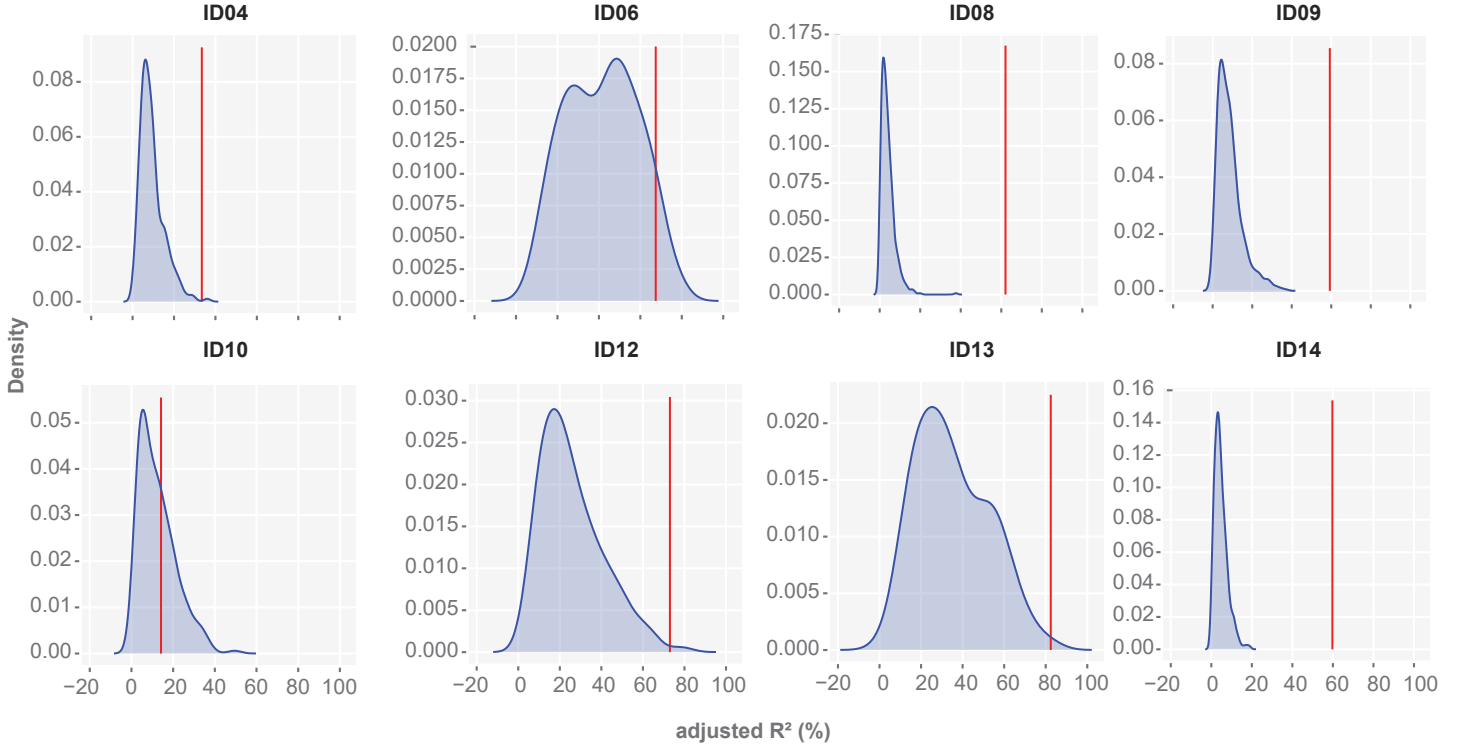 ID04 ID06 ID08 ID09
0.08 0.06 0.04 0.02 0.00
0.0200 0.0175 0.0150 0.0125 0.0100 0.0075 0.0050 0.0025 0.0000
0.175 0.150 0.125 0.100 0.075 0.050 0.025 0.000
0.08 0.06 0.04 0.02 0.00
Density
ID10 ID12 ID13 ID14
0.05 0.04 0.03 0.02 0.01 0.00
0.030 0.025 0.020 0.015 0.010 0.005 0.000
0.020 0.015 0.010 0.005 0.000
0.16 0.14 0.12 0.10 0.08 0.06 0.04 0.02 0.00
−20 0 20 40 60 80 100 −20 0 20 40 60 80 100 −20 0 20 40 60 80 100 −20 0 20 40 60 80 100
adjusted R² (%)